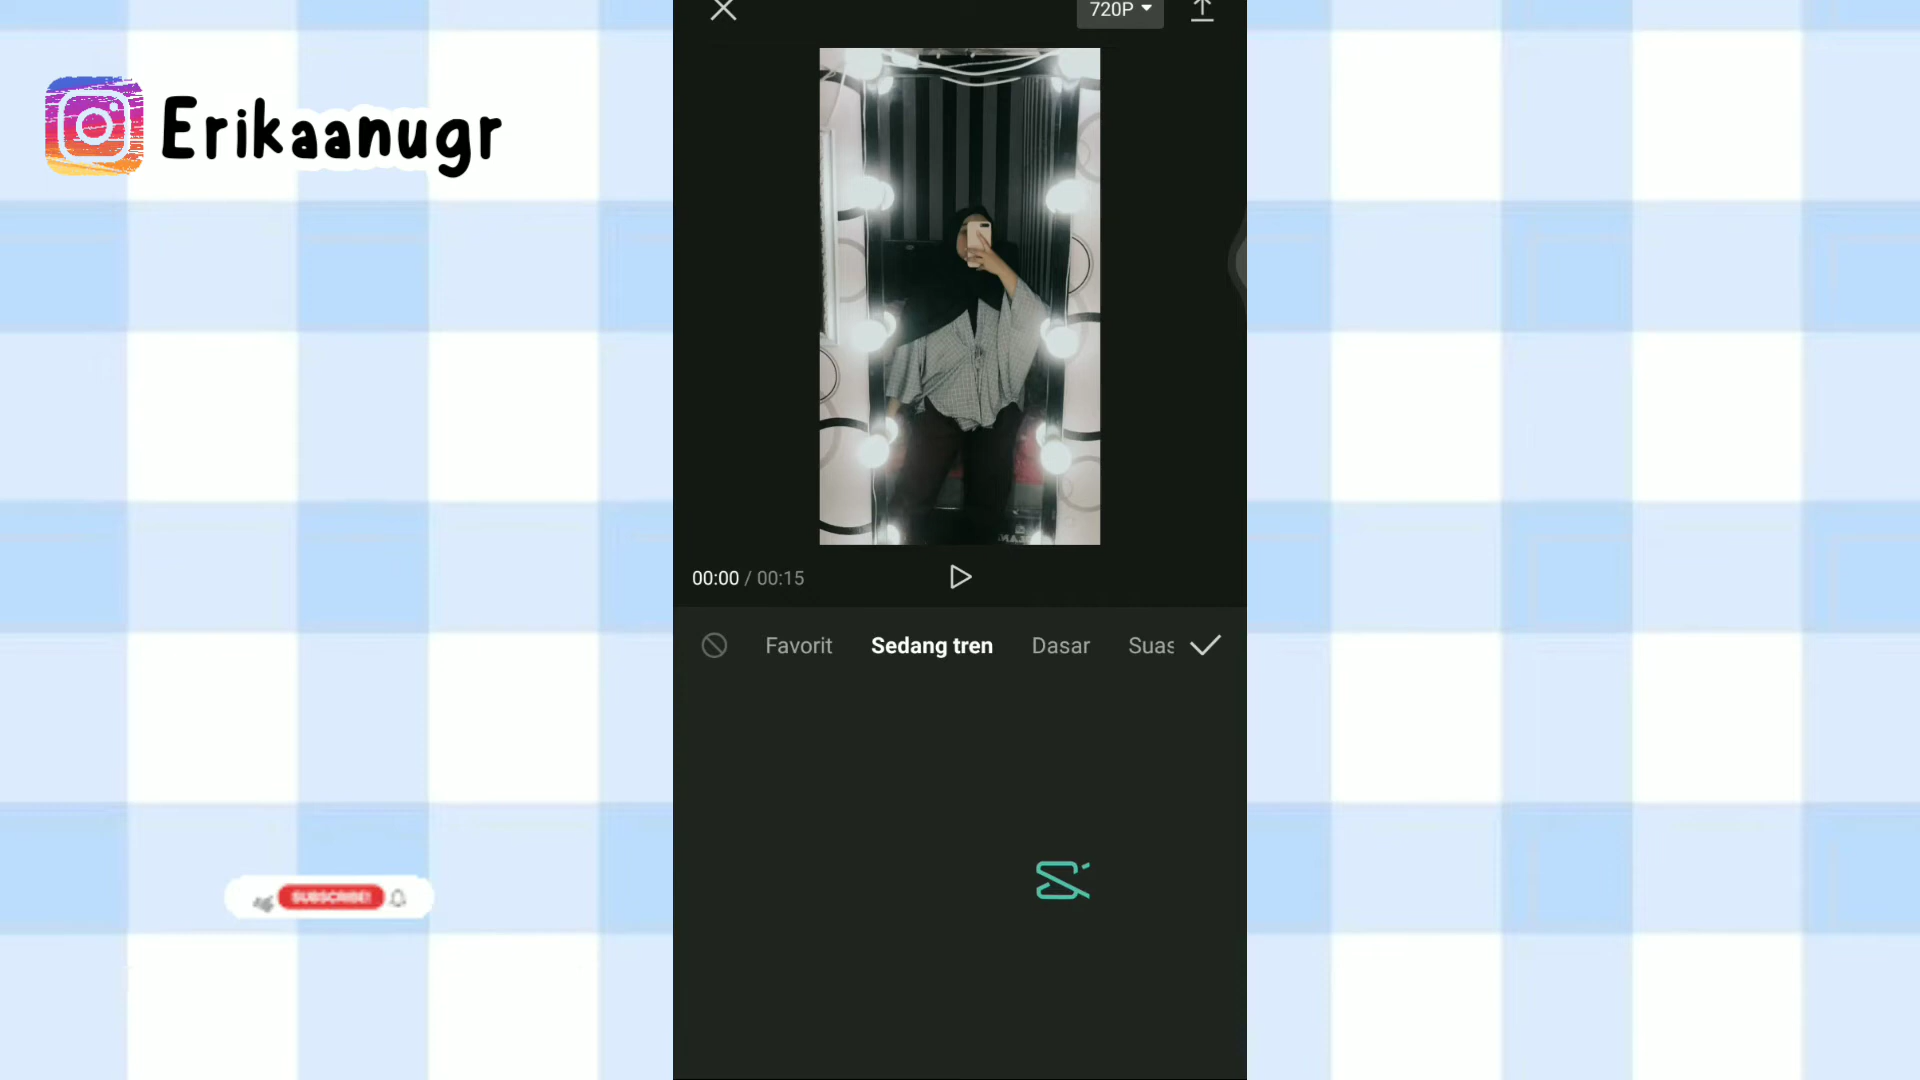 720P
Erikaanugr
00:00 / 00:15
Favorit Sedang tren Dasar Suas
SUBSCRIBE!